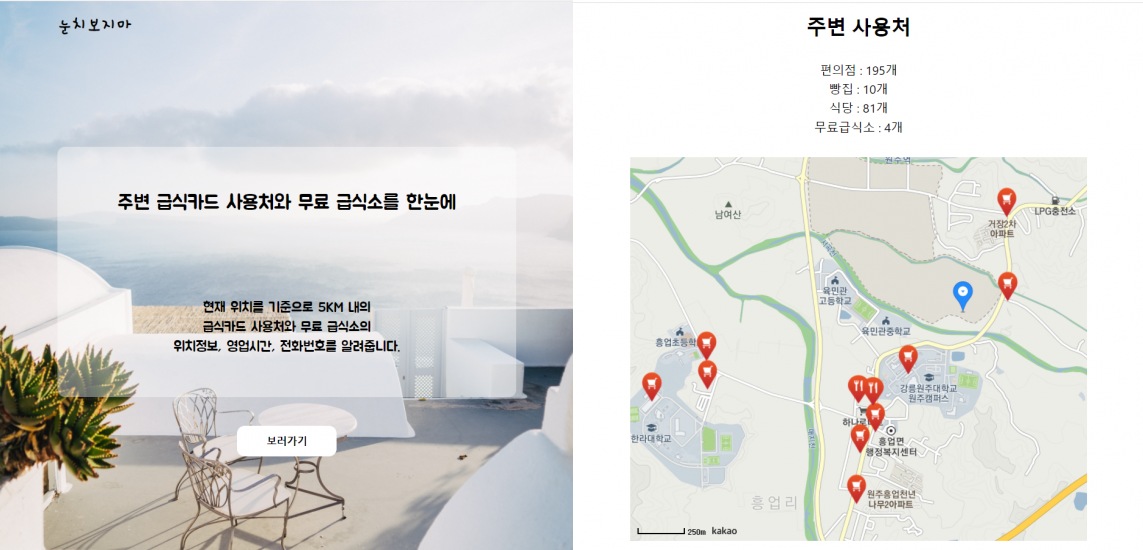 눈치보지마
주변 급식카드 사용처와 무료 급식소를 한눈에
현재 위치를 기준으로 5KM 내의
급식카드 사용처와 무료 급식소의
위치정보, 영업시간, 전화번호를 알려줍니다.
보러가기
주변 사용처
편의점 : 195개
빵집 : 10개
식당 : 81개
무료급식소 : 4개
원주역
남여산
LPG충전소
거장2차
아파트
서곡천
육민관
고등학교
육민관중학교
흥업초등학
강릉원주대학교
원주캠퍼스
하나로
한라대학교
매지천
흥업면
행정복지센터
흥업리
원주흥업천년
나무2아파트
250m kakao